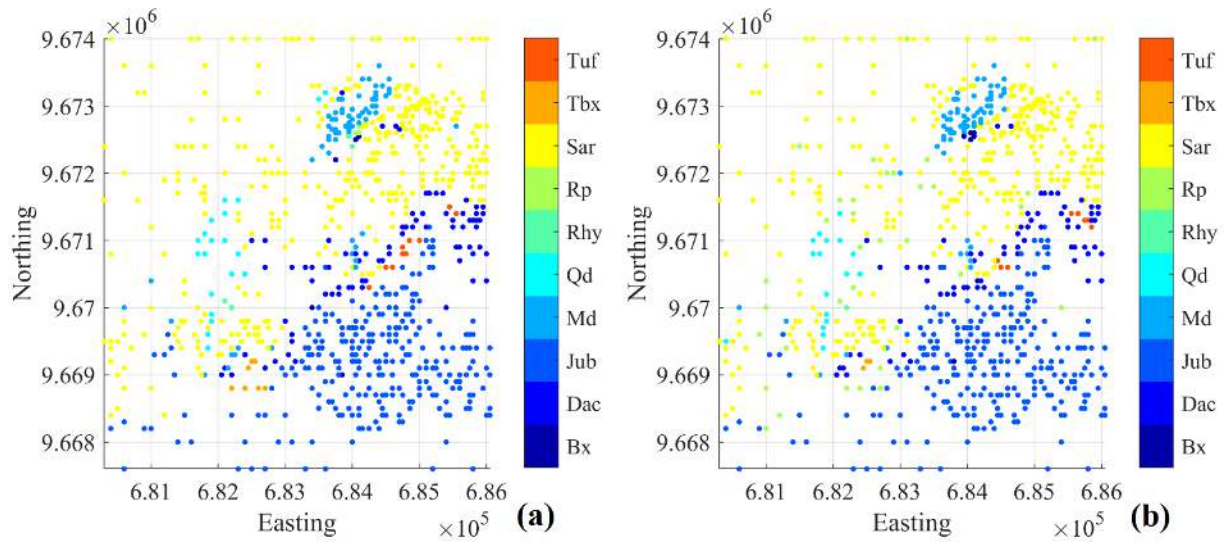 ×10⁶
9.674
9.673
9.672
9.671
9.67
9.669
9.668
Northing
6.81 6.82 6.83 6.84 6.85 6.86
Easting
×10⁵
Tuf
Tbx
Sar
Rp
Rhy
Qd
Md
Jub
Dac
Bx
(a)
×10⁶
9.674
9.673
9.672
9.671
9.67
9.669
9.668
Northing
6.81 6.82 6.83 6.84 6.85 6.86
Easting
×10⁵
Tuf
Tbx
Sar
Rp
Rhy
Qd
Md
Jub
Dac
Bx
(b)